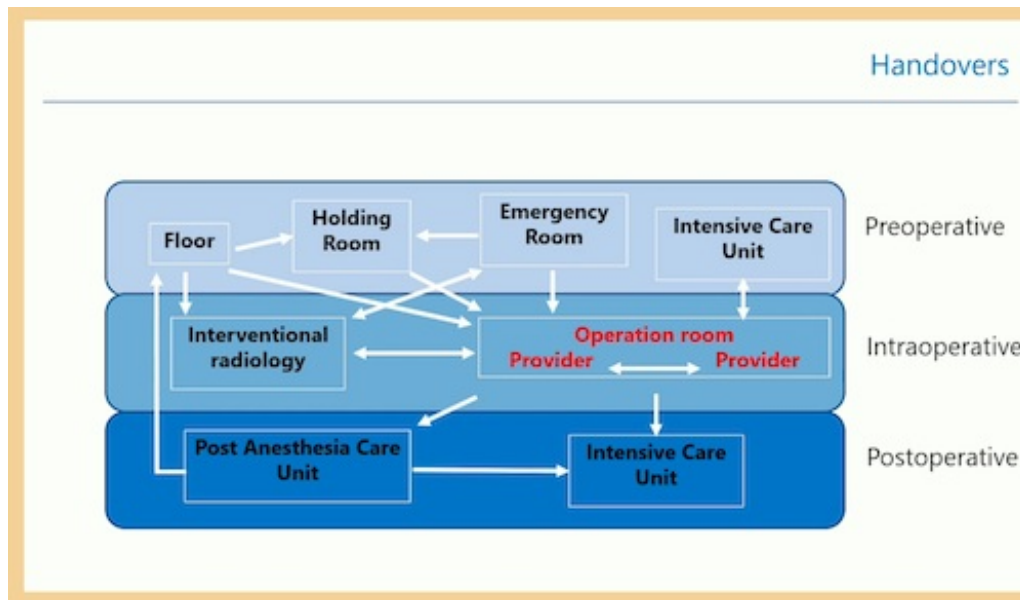 Handovers
Floor
Holding
Room
Emergency
Room
Intensive Care
Unit
Preoperative
Interventional
radiology
Operation room
Provider Provider
Intraoperative
Post Anesthesia Care
Unit
Intensive Care
Unit
Postoperative